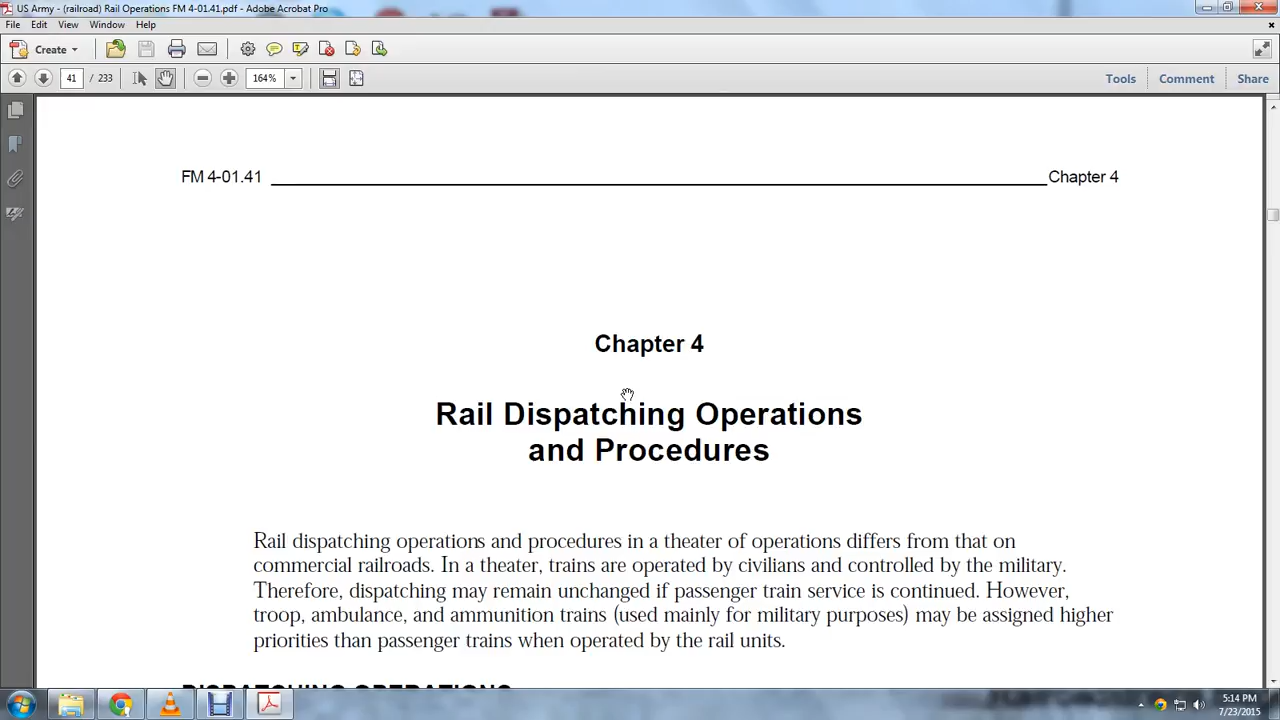 US Army - (railroad) Rail Operations FM 4-01.41.pdf - Adobe Acrobat Pro
File Edit View Window Help
Create
41 / 233 164% Tools Comment Share
FM 4-01.41 Chapter 4
Chapter 4
Rail Dispatching Operations
and Procedures
Rail dispatching operations and procedures in a theater of operations differs from that on
commercial railroads. In a theater, trains are operated by civilians and controlled by the military.
Therefore, dispatching may remain unchanged if passenger train service is continued. However,
troop, ambulance, and ammunition trains (used mainly for military purposes) may be assigned higher
priorities than passenger trains when operated by the rail units.
DISPATCHING OPERATIONS
5:14 PM
7/23/2015